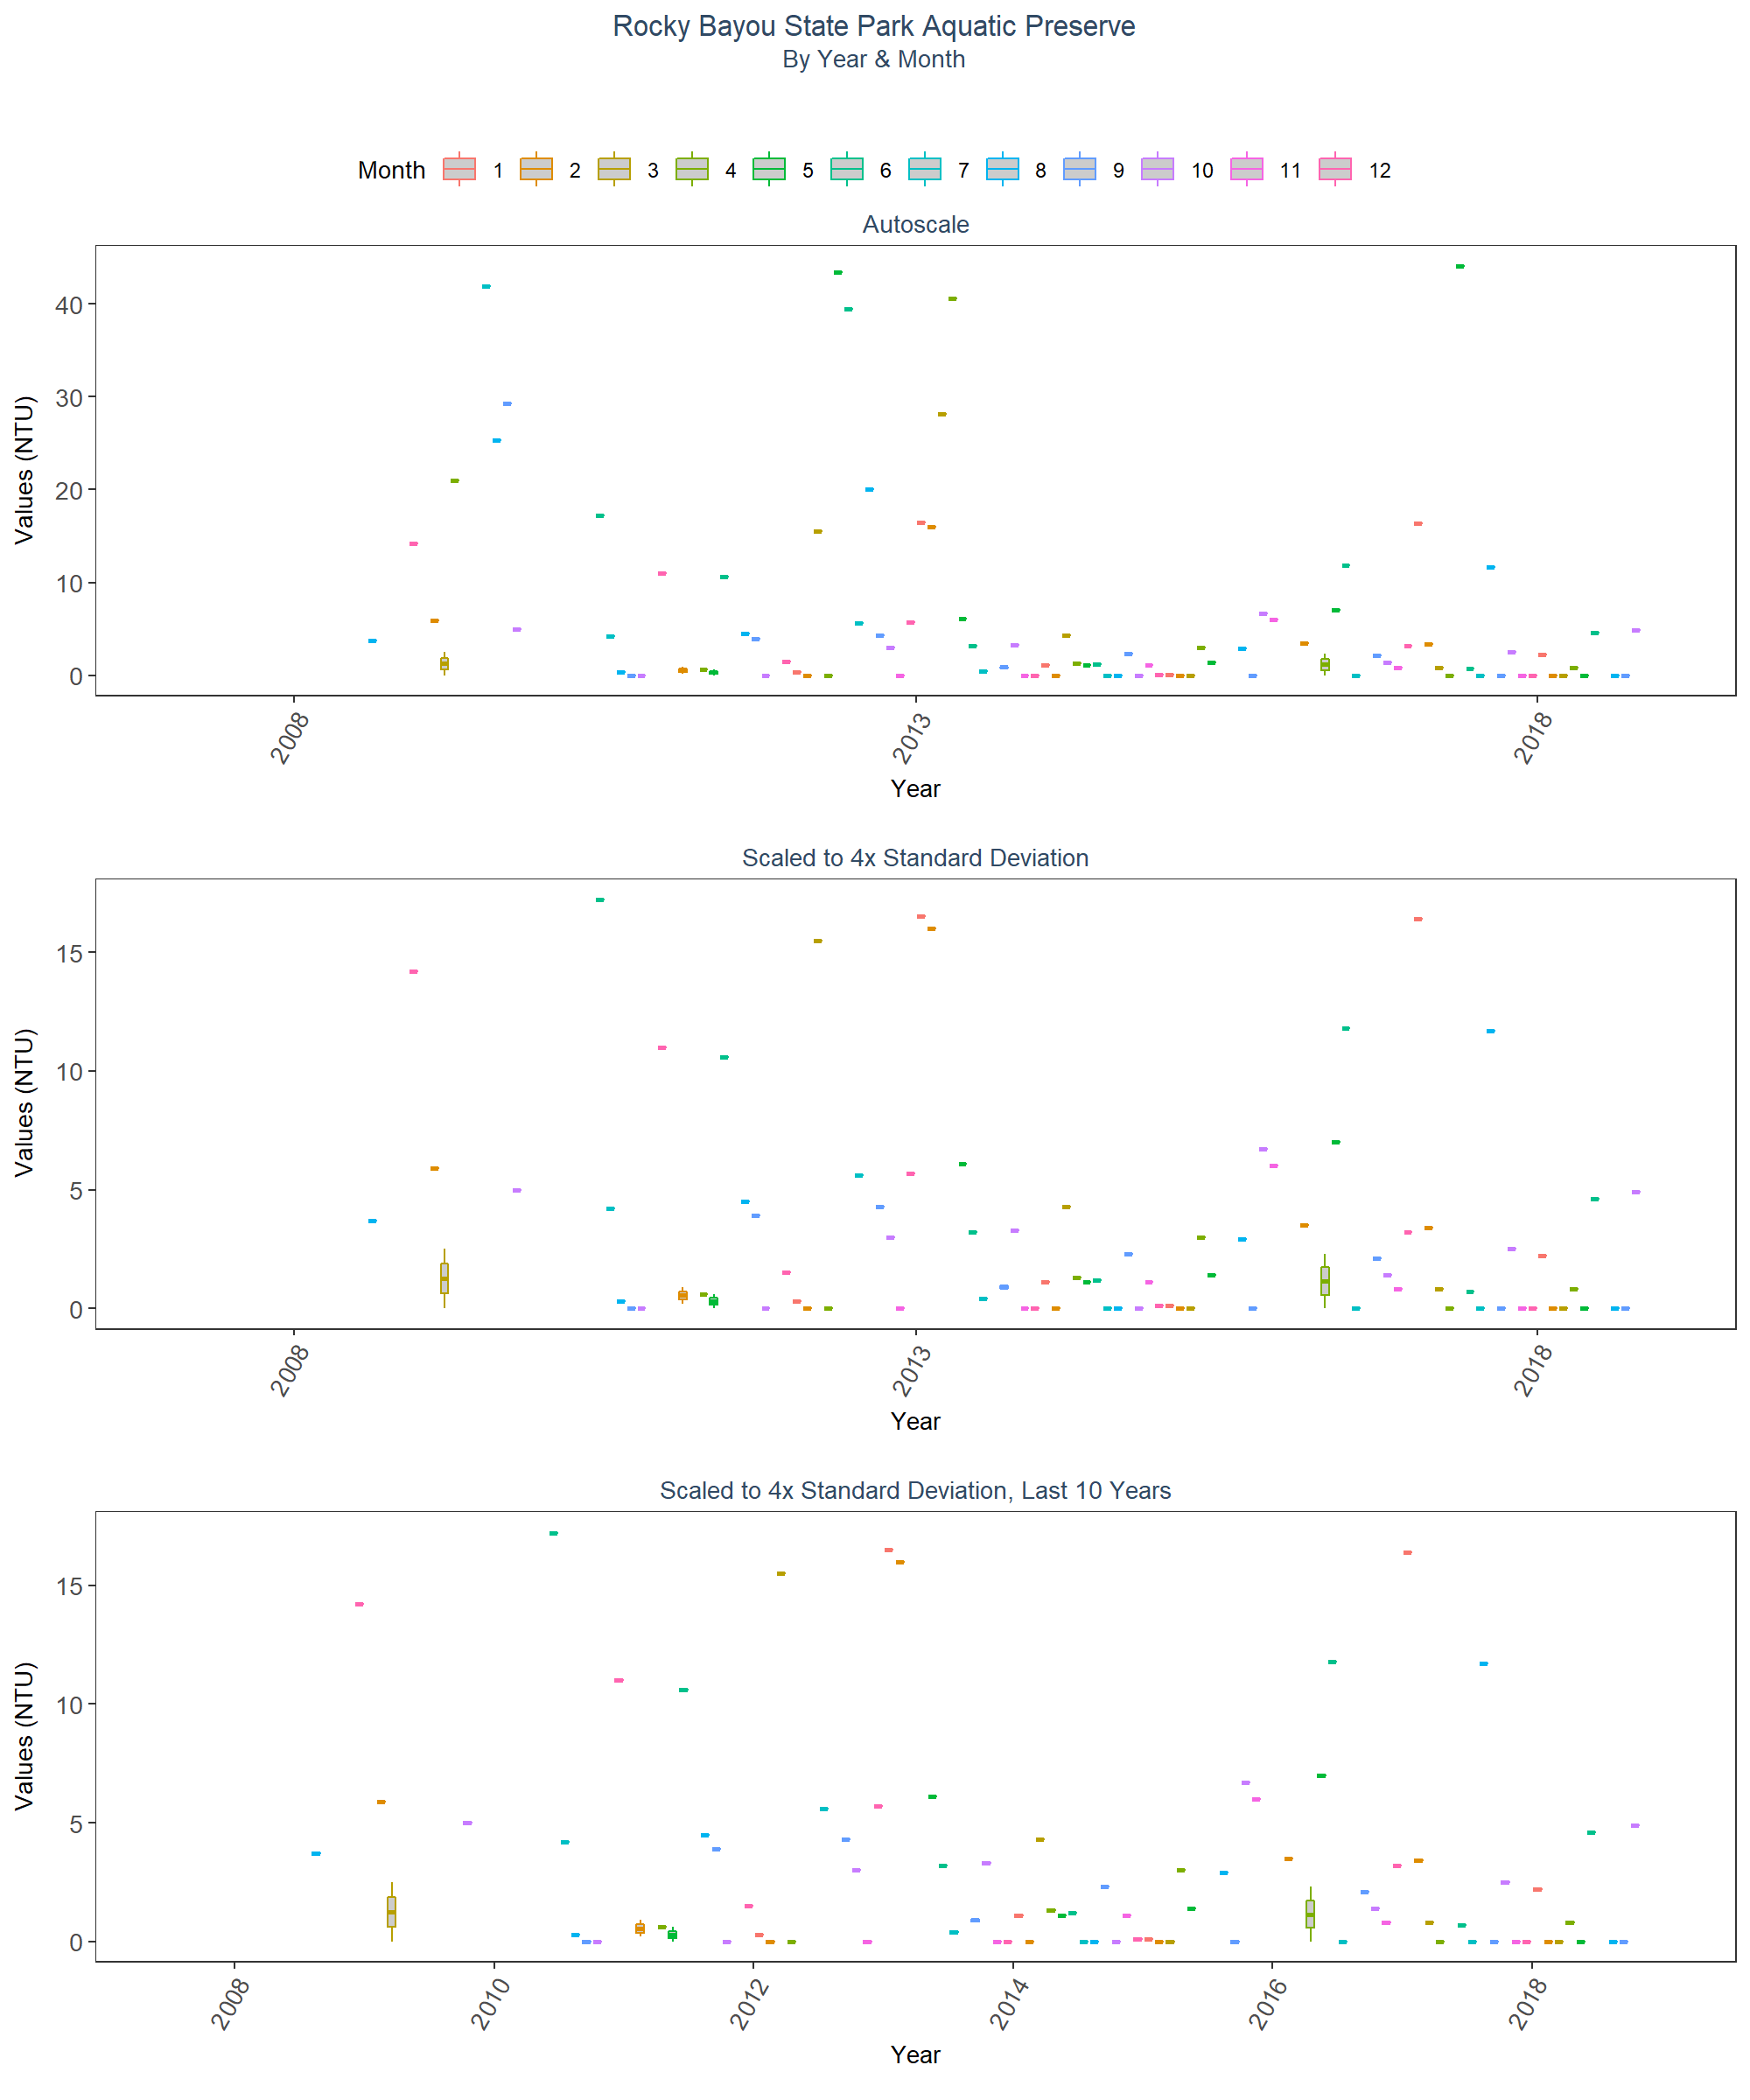 Rocky Bayou State Park Aquatic Preserve
By Year & Month
Month 1 2 3 4 5 6 7 8 9 10 11 12
Autoscale
Values (NTU)
40
30
20
10
0
2008 2013 2018
Year
Scaled to 4x Standard Deviation
Values (NTU)
15
10
5
0
2008 2013 2018
Year
Scaled to 4x Standard Deviation, Last 10 Years
Values (NTU)
15
10
5
0
2008 2010 2012 2014 2016 2018
Year